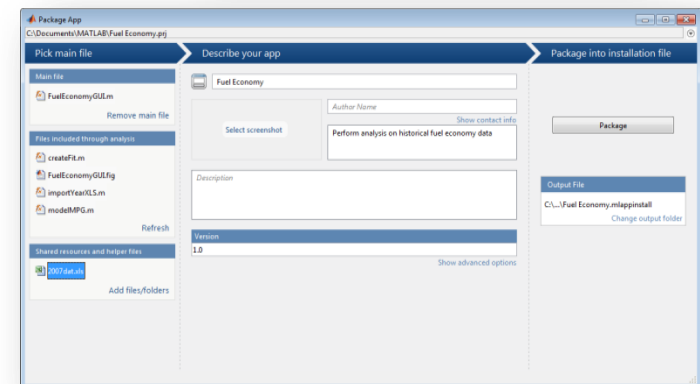 Package App
C:\Documents\MATLAB\Fuel Economy.prj
Pick main file
Describe your app
Package into installation file
Main file
FuelEconomyGUI.m
Remove main file
Files included through analysis
createFit.m
FuelEconomyGUI.fig
importYearXLS.m
modelMPG.m
Refresh
Shared resources and helper files
2007dat.xls
Add files/folders
Fuel Economy
Select screenshot
Author Name
Show contact info
Perform analysis on historical fuel economy data
Description
Version
1.0
Show advanced options
Package
Output File
C:\...\Fuel Economy.mlappinstall
Change output folder